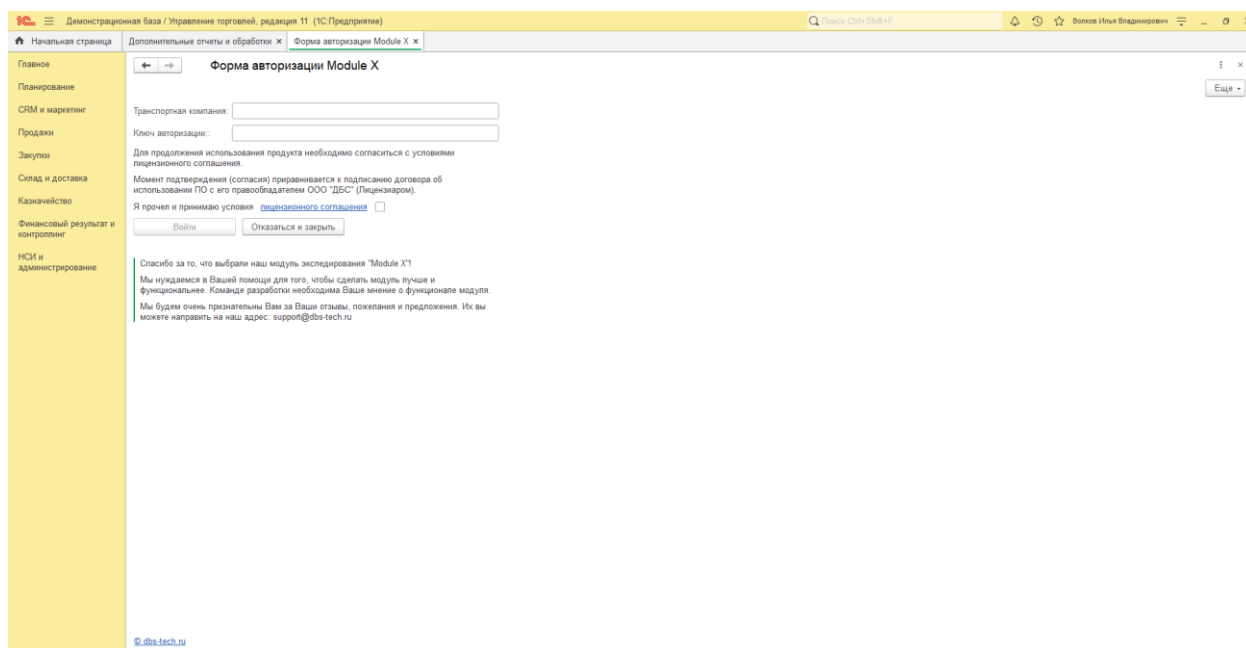 1С Демонстрационная база / Управление торговлей, редакция 11 (1С:Предприятие) Поиск Ctrl+Shift+F Волков Илья Владимирович
Начальная страница Дополнительные отчеты и обработки × Форма авторизации Module X ×
Главное
Планирование
CRM и маркетинг
Продажи
Закупки
Склад и доставка
Казначейство
Финансовый результат и
контроллинг
НСИ и
администрирование
Форма авторизации Module X
Еще
Транспортная компания:
Ключ авторизации::
Для продолжения использования продукта необходимо согласиться с условиями
лицензионного соглашения.
Момент подтверждения (согласия) приравнивается к подписанию договора об
использовании ПО с его правообладателем ООО "ДБС" (Лицензиаром).
Я прочел и принимаю условия лицензионного соглашения
Войти Отказаться и закрыть
Спасибо за то, что выбрали наш модуль экспедирования "Module X"!
Мы нуждаемся в Вашей помощи для того, чтобы сделать модуль лучше и
функциональнее. Команде разработки необходима Ваше мнение о функционале модуля.
Мы будем очень признательны Вам за Ваши отзывы, пожелания и предложения. Их вы
можете направить на наш адрес: support@dbs-tech.ru
© dbs-tech.ru